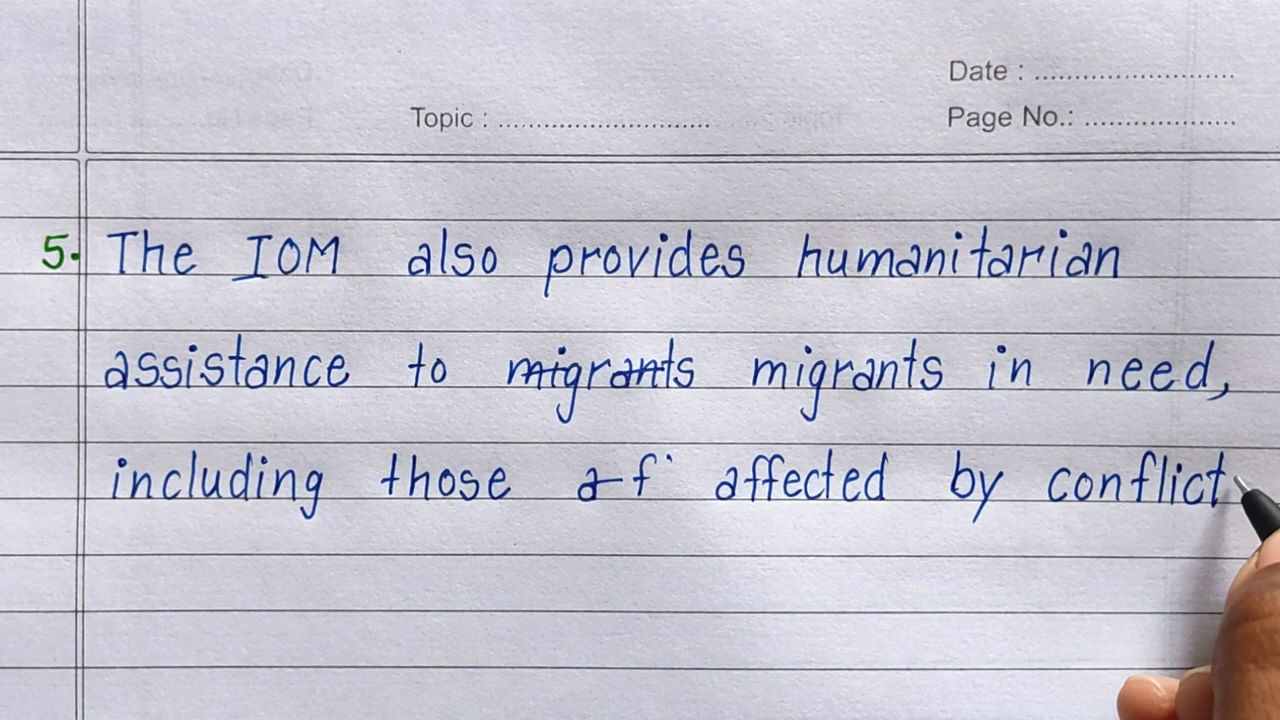 Date : ..........................
Topic : ............................
Page No.: ...................
5. The IOM also provides humanitarian
assistance to migrants migrants in need,
including those af affected by conflict